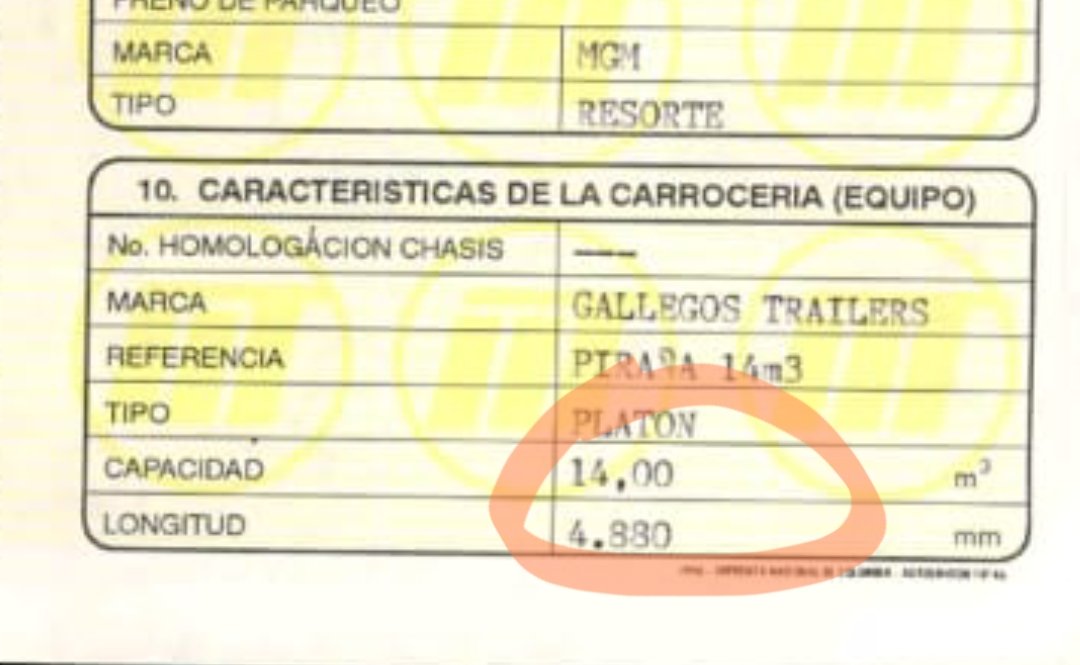 FRENO DE PARQUEO
MARCA MGM
TIPO RESORTE
10. CARACTERISTICAS DE LA CARROCERIA (EQUIPO)
No. HOMOLOGÁCION CHASIS ---
MARCA GALLEGOS TRAILERS
REFERENCIA PIRAÑA 14m3
TIPO PLATON
CAPACIDAD 14,00 m³
LONGITUD 4.880 mm